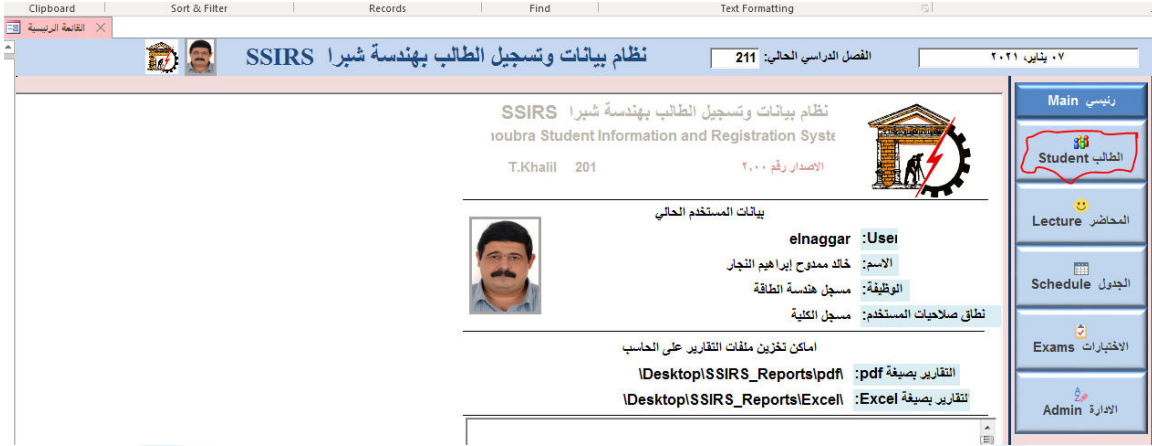 Clipboard Sort & Filter Records Find Text Formatting
القائمة الرئيسية
٠٧ يناير، ٢٠٢١
الفصل الدراسي الحالي: 211
نظام بيانات وتسجيل الطالب بهندسة شبرا SSIRS
رئيسي Main
الطالب Student
المحاضر Lecture
الجدول Schedule
الاختبارات Exams
الادارة Admin
نظام بيانات وتسجيل الطالب بهندسة شبرا SSIRS
noubra Student Information and Registration Syste
الاصدار رقم ٢,٠٠
T.Khalil 201
بيانات المستخدم الحالي
User: elnaggar
الاسم: خالد ممدوح إبراهيم النجار
الوظيفة: مسجل هندسة الطاقة
نطاق صلاحيات المستخدم: مسجل الكلية
اماكن تخزين ملفات التقارير على الحاسب
التقارير بصيغة pdf: \Desktop\SSIRS_Reports\pdf\
التقارير بصيغة Excel: \Desktop\SSIRS_Reports\Excel\